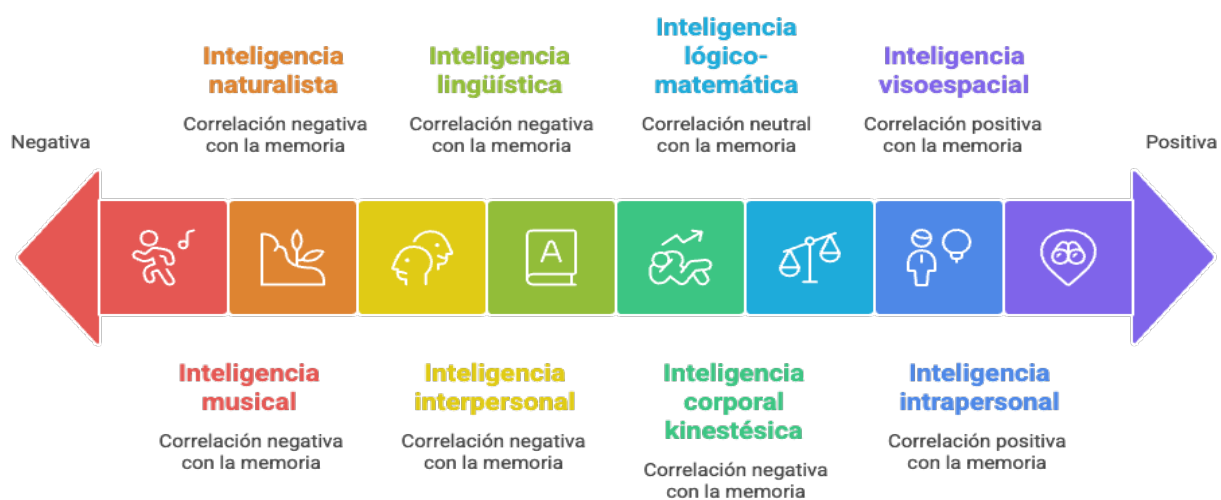 Negativa
Inteligencia
naturalista
Correlación negativa
con la memoria
Inteligencia
lingüística
Correlación negativa
con la memoria
Inteligencia
lógico-
matemática
Correlación neutral
con la memoria
Inteligencia
visoespacial
Correlación positiva
con la memoria
Positiva
A
Inteligencia
musical
Correlación negativa
con la memoria
Inteligencia
interpersonal
Correlación negativa
con la memoria
Inteligencia
corporal
kinestésica
Correlación negativa
con la memoria
Inteligencia
intrapersonal
Correlación positiva
con la memoria